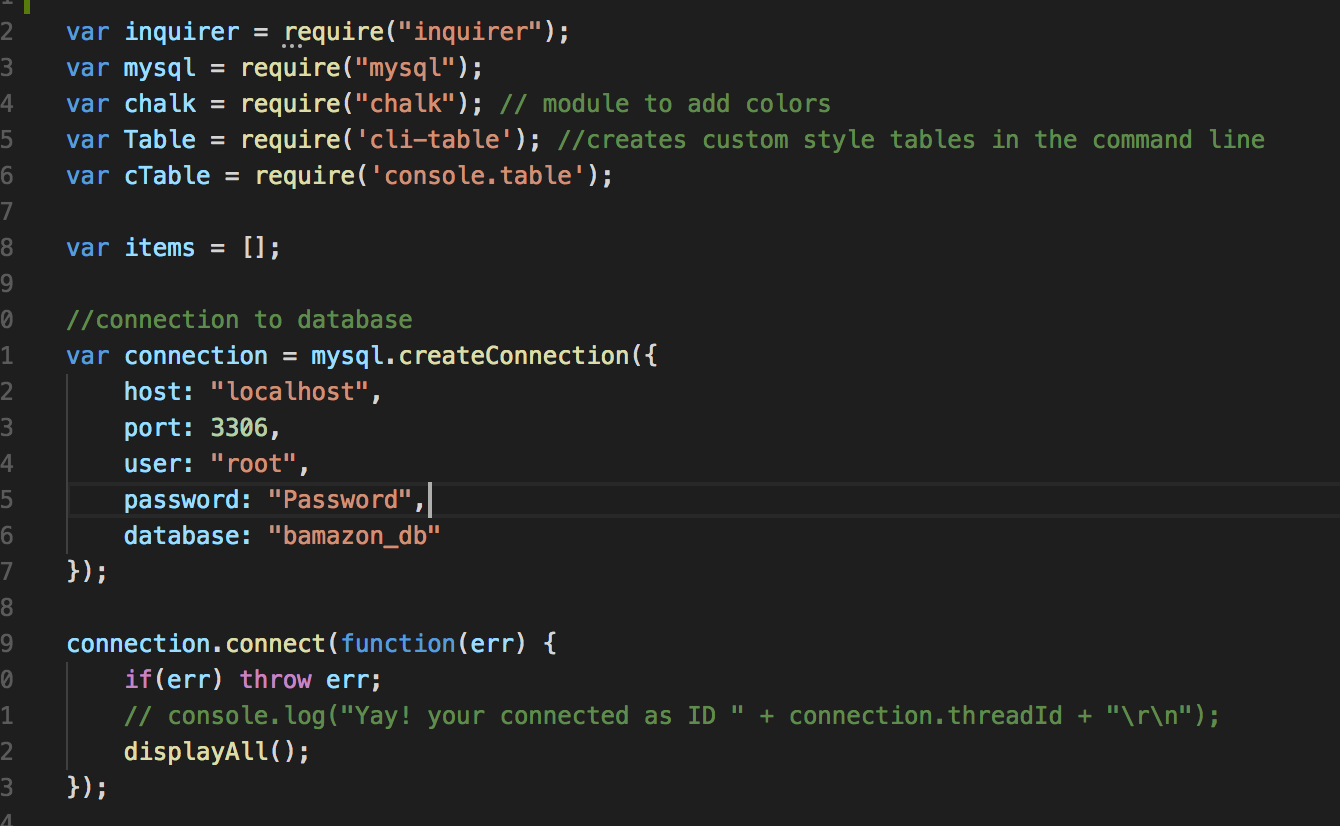 2 var inquirer = require("inquirer");
3 var mysql = require("mysql");
4 var chalk = require("chalk"); // module to add colors
5 var Table = require('cli-table'); //creates custom style tables in the command line
6 var cTable = require('console.table');
7
8 var items = [];
9
0 //connection to database
1 var connection = mysql.createConnection({
2     host: "localhost",
3     port: 3306,
4     user: "root",
5     password: "Password",
6     database: "bamazon_db"
7 });
8
9 connection.connect(function(err) {
0     if(err) throw err;
1     // console.log("Yay! your connected as ID " + connection.threadId + "\r\n");
2     displayAll();
3 });
4